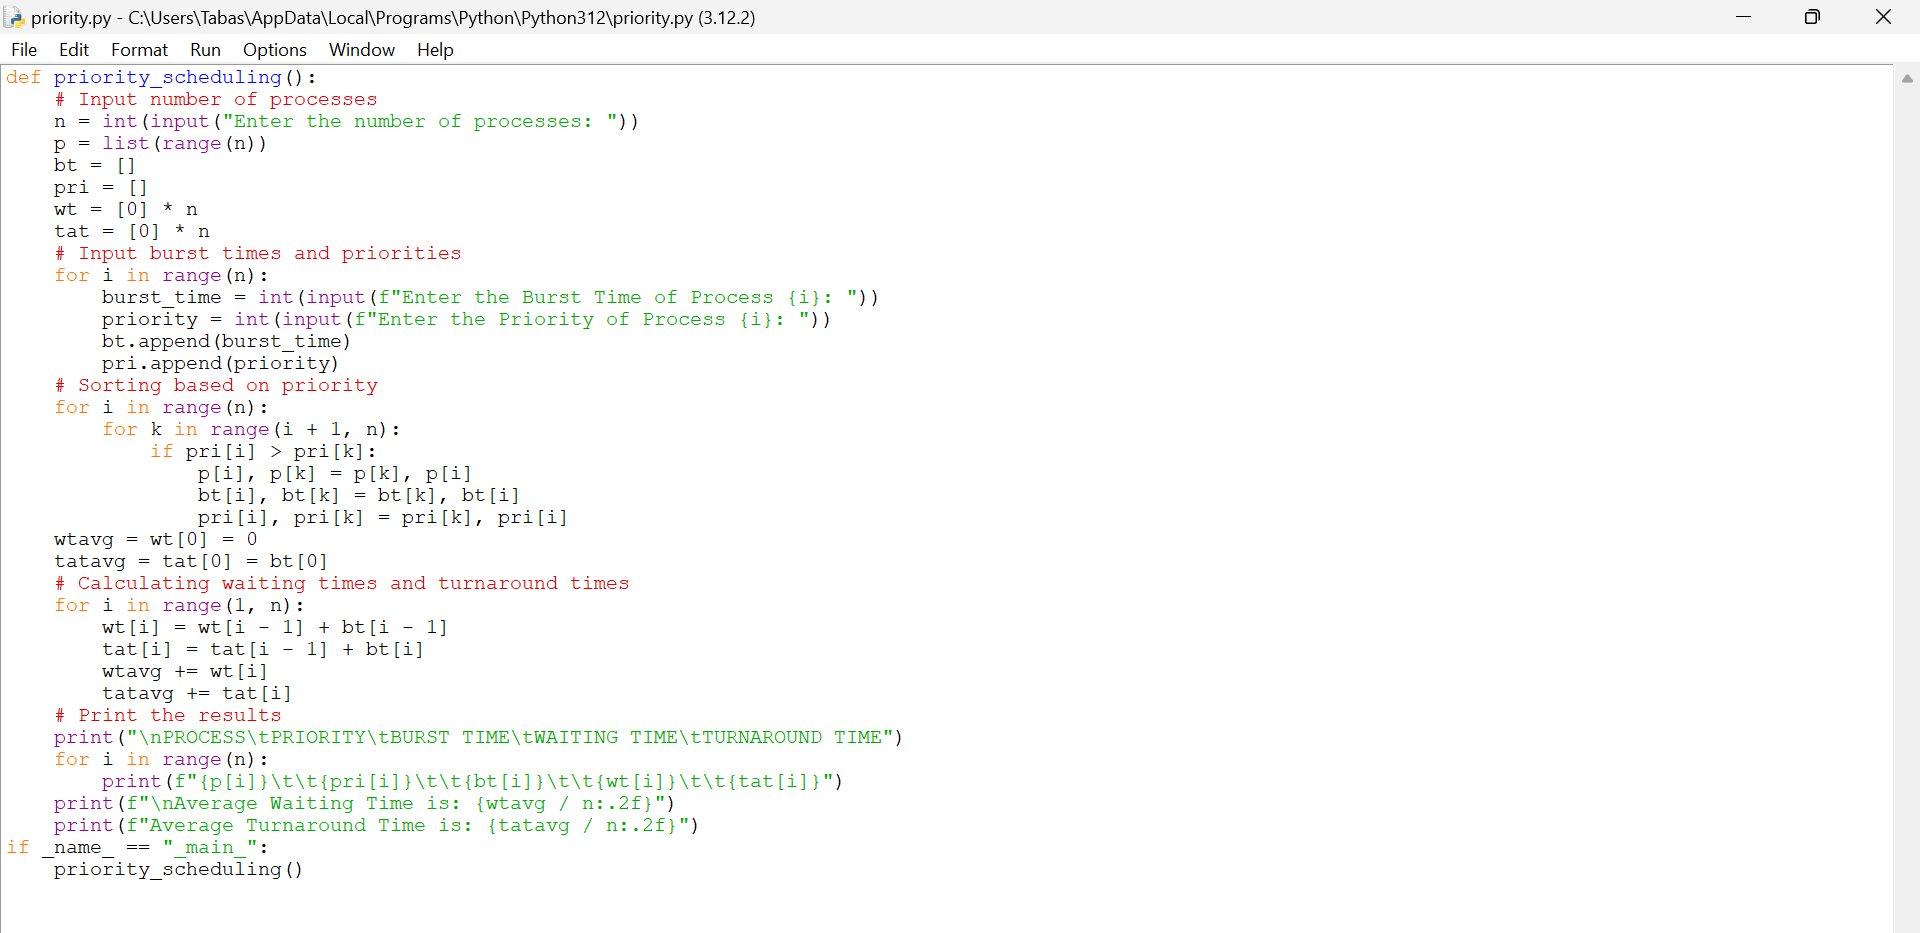 priority.py - C:\Users\Tabas\AppData\Local\Programs\Python\Python312\priority.py (3.12.2)
File Edit Format Run Options Window Help
def priority_scheduling():
    # Input number of processes
    n = int(input("Enter the number of processes: "))
    p = list(range(n))
    bt = []
    pri = []
    wt = [0] * n
    tat = [0] * n
    # Input burst times and priorities
    for i in range(n):
        burst_time = int(input(f"Enter the Burst Time of Process {i}: "))
        priority = int(input(f"Enter the Priority of Process {i}: "))
        bt.append(burst_time)
        pri.append(priority)
    # Sorting based on priority
    for i in range(n):
        for k in range(i + 1, n):
            if pri[i] > pri[k]:
                p[i], p[k] = p[k], p[i]
                bt[i], bt[k] = bt[k], bt[i]
                pri[i], pri[k] = pri[k], pri[i]
    wtavg = wt[0] = 0
    tatavg = tat[0] = bt[0]
    # Calculating waiting times and turnaround times
    for i in range(1, n):
        wt[i] = wt[i - 1] + bt[i - 1]
        tat[i] = tat[i - 1] + bt[i]
        wtavg += wt[i]
        tatavg += tat[i]
    # Print the results
    print("\nPROCESS\tPRIORITY\tBURST TIME\tWAITING TIME\tTURNAROUND TIME")
    for i in range(n):
        print(f"{p[i]}\t\t{pri[i]}\t\t{bt[i]}\t\t{wt[i]}\t\t{tat[i]}")
    print(f"\nAverage Waiting Time is: {wtavg / n:.2f}")
    print(f"Average Turnaround Time is: {tatavg / n:.2f}")
if _name_ == "_main_":
    priority_scheduling()